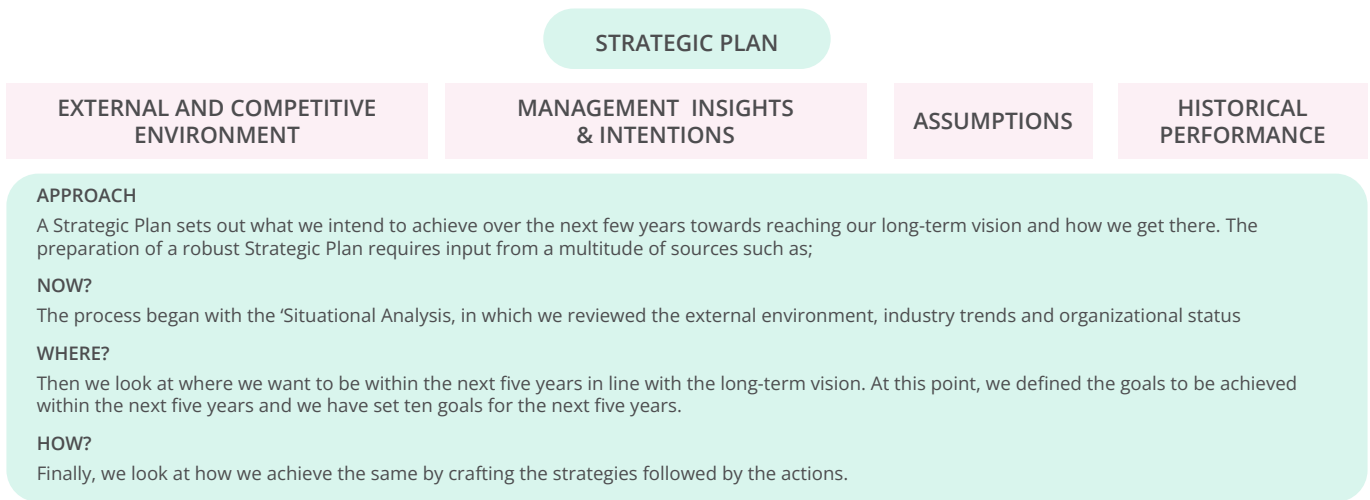 STRATEGIC PLAN
EXTERNAL AND COMPETITIVE
ENVIRONMENT
MANAGEMENT INSIGHTS
& INTENTIONS
ASSUMPTIONS
HISTORICAL
PERFORMANCE
APPROACH
A Strategic Plan sets out what we intend to achieve over the next few years towards reaching our long-term vision and how we get there. The
preparation of a robust Strategic Plan requires input from a multitude of sources such as;
NOW?
The process began with the ‘Situational Analysis, in which we reviewed the external environment, industry trends and organizational status
WHERE?
Then we look at where we want to be within the next five years in line with the long-term vision. At this point, we defined the goals to be achieved
within the next five years and we have set ten goals for the next five years.
HOW?
Finally, we look at how we achieve the same by crafting the strategies followed by the actions.